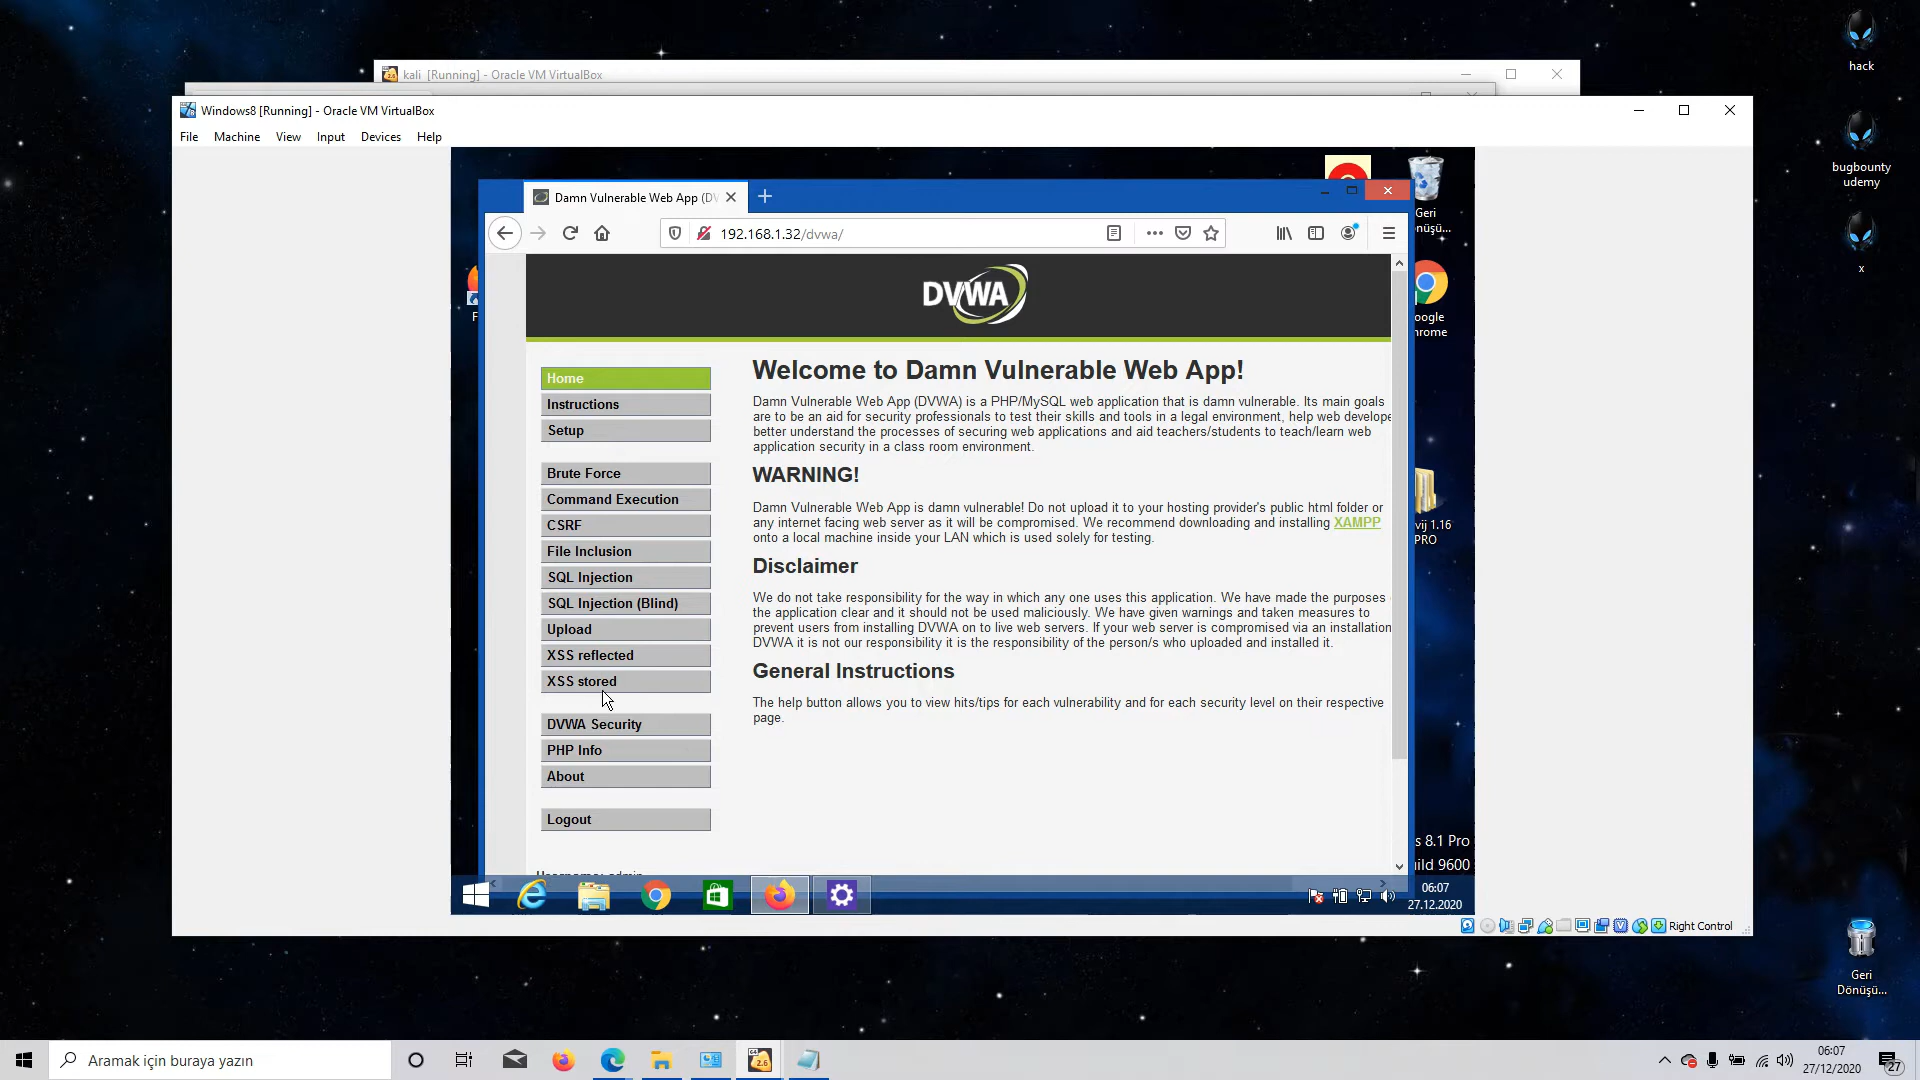 kali [Running] - Oracle VM VirtualBox
Windows8 [Running] - Oracle VM VirtualBox
File Machine View Input Devices Help
Damn Vulnerable Web App (DV
192.168.1.32/dvwa/
DVWA
Home
Instructions
Setup
Brute Force
Command Execution
CSRF
File Inclusion
SQL Injection
SQL Injection (Blind)
Upload
XSS reflected
XSS stored
DVWA Security
PHP Info
About
Logout
Welcome to Damn Vulnerable Web App!
Damn Vulnerable Web App (DVWA) is a PHP/MySQL web application that is damn vulnerable. Its main goals
are to be an aid for security professionals to test their skills and tools in a legal environment, help web develope
better understand the processes of securing web applications and aid teachers/students to teach/learn web
application security in a class room environment.
WARNING!
Damn Vulnerable Web App is damn vulnerable! Do not upload it to your hosting provider's public html folder or
any internet facing web server as it will be compromised. We recommend downloading and installing XAMPP
onto a local machine inside your LAN which is used solely for testing.
Disclaimer
We do not take responsibility for the way in which any one uses this application. We have made the purposes
the application clear and it should not be used maliciously. We have given warnings and taken measures to
prevent users from installing DVWA on to live web servers. If your web server is compromised via an installation
DVWA it is not our responsibility it is the responsibility of the person/s who uploaded and installed it.
General Instructions
The help button allows you to view hits/tips for each vulnerability and for each security level on their respective
page.
Geri
önüşü...
oogle
hrome
vij 1.16
PRO
s 8.1 Pro
uild 9600
06:07
27.12.2020
Right Control
hack
bugbounty
udemy
x
Geri
Dönüşü...
Aramak için buraya yazın
2.6
06:07
27/12/2020
27